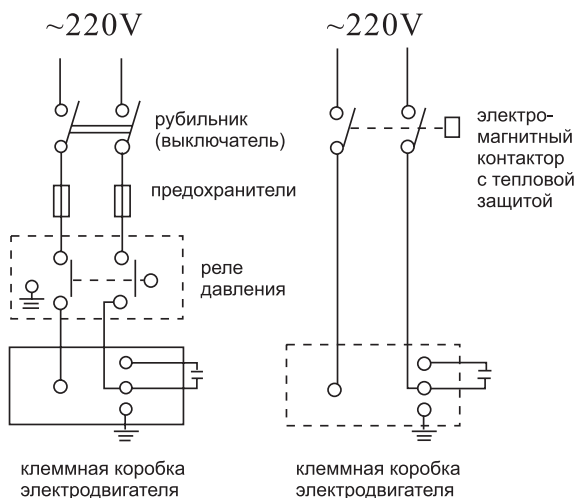 ~220V
рубильник
(выключатель)
предохранители
реле
давления
клеммная коробка
электродвигателя
~220V
электро-
магнитный
контактор
с тепловой
защитой
клеммная коробка
электродвигателя